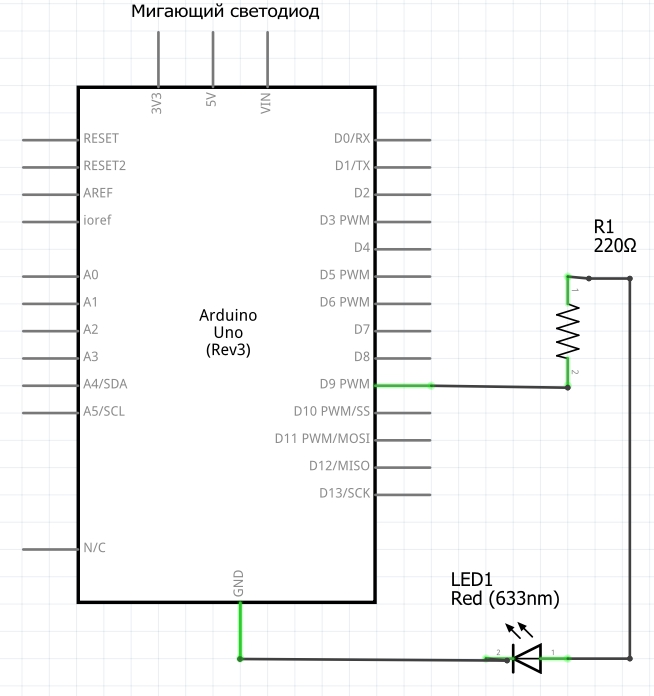 Мигающий светодиод
3V3
5V
VIN
RESET
RESET2
AREF
ioref
A0
A1
A2
A3
A4/SDA
A5/SCL
N/C
Arduino
Uno
(Rev3)
D0/RX
D1/TX
D2
D3 PWM
D4
D5 PWM
D6 PWM
D7
D8
D9 PWM
D10 PWM/SS
D11 PWM/MOSI
D12/MISO
D13/SCK
GND
R1
220Ω
1
2
LED1
Red (633nm)
2
1